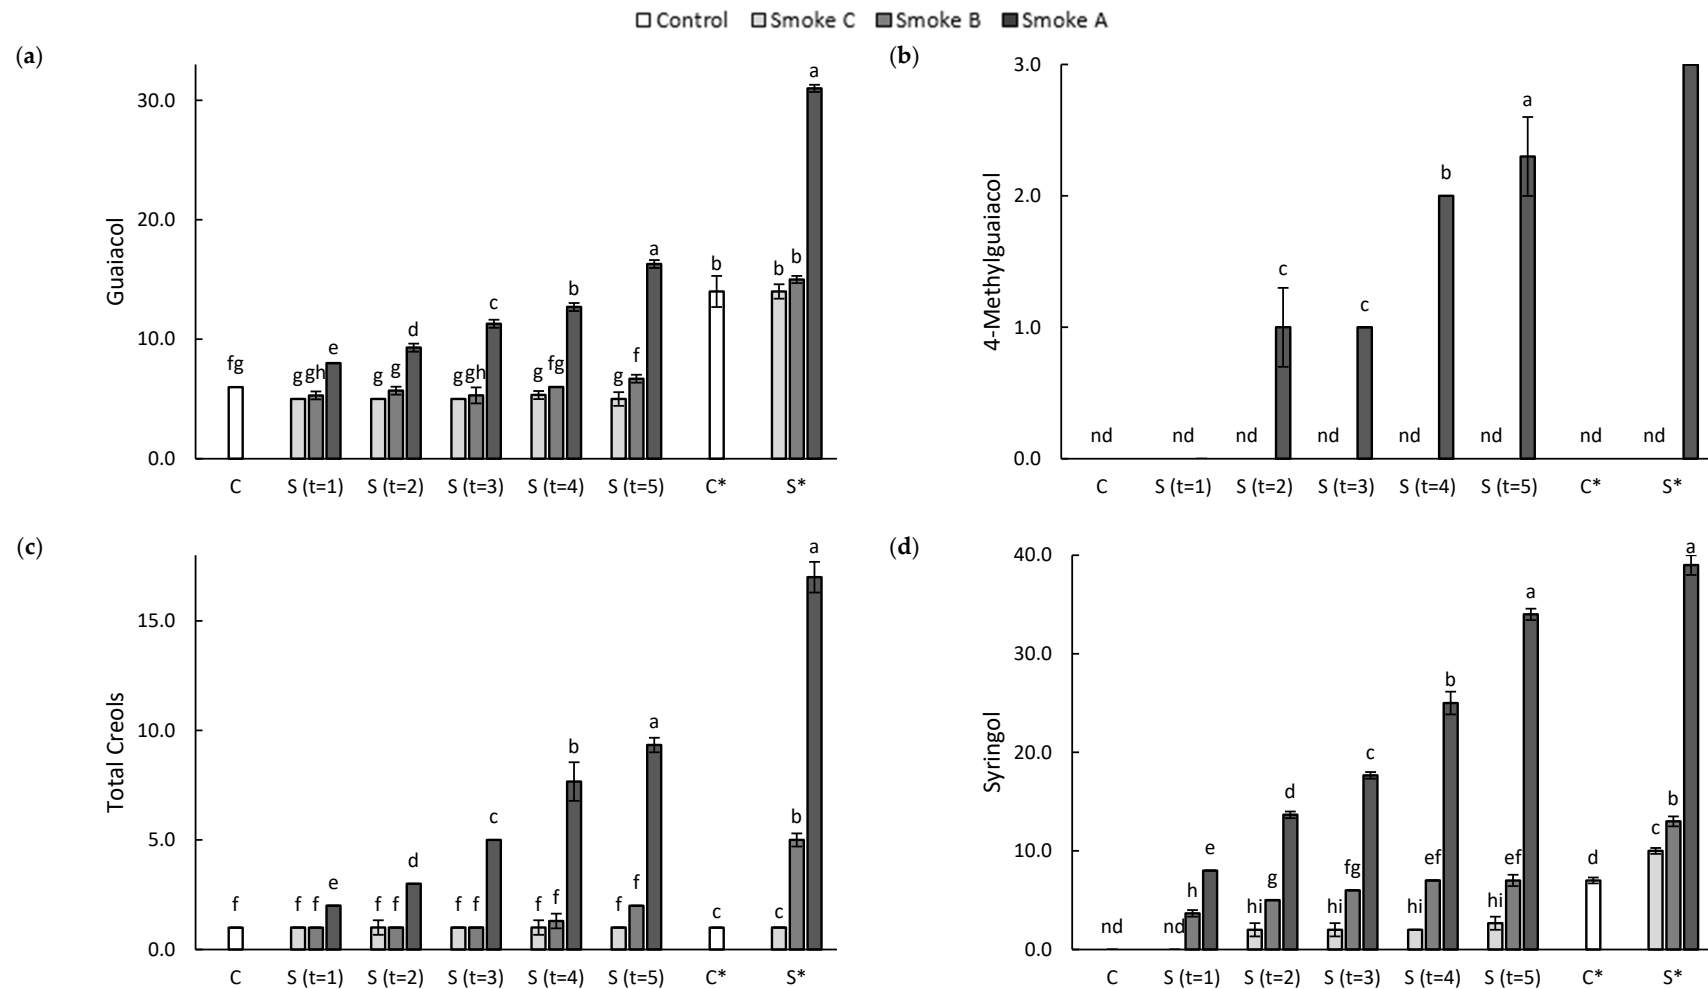 Control Smoke C Smoke B Smoke A
(a)
Guaiacol
30.0
20.0
10.0
0.0
fg
g gh e
g g d
g gh c
g fg b
g f a
b
b b a
C S (t=1) S (t=2) S (t=3) S (t=4) S (t=5) C* S*
(b)
4-Methylguaiacol
3.0
2.0
1.0
0.0
nd
nd
nd c
nd c
nd b
nd a
nd
nd
C S (t=1) S (t=2) S (t=3) S (t=4) S (t=5) C* S*
(c)
Total Creols
15.0
10.0
5.0
0.0
f
f f e
f f d
f f c
f f b
f f a
c
c b a
C S (t=1) S (t=2) S (t=3) S (t=4) S (t=5) C* S*
(d)
Syringol
40.0
30.0
20.0
10.0
0.0
nd
nd h e
hi g d
hi fg c
hi ef b
hi ef a
d
c b a
C S (t=1) S (t=2) S (t=3) S (t=4) S (t=5) C* S*